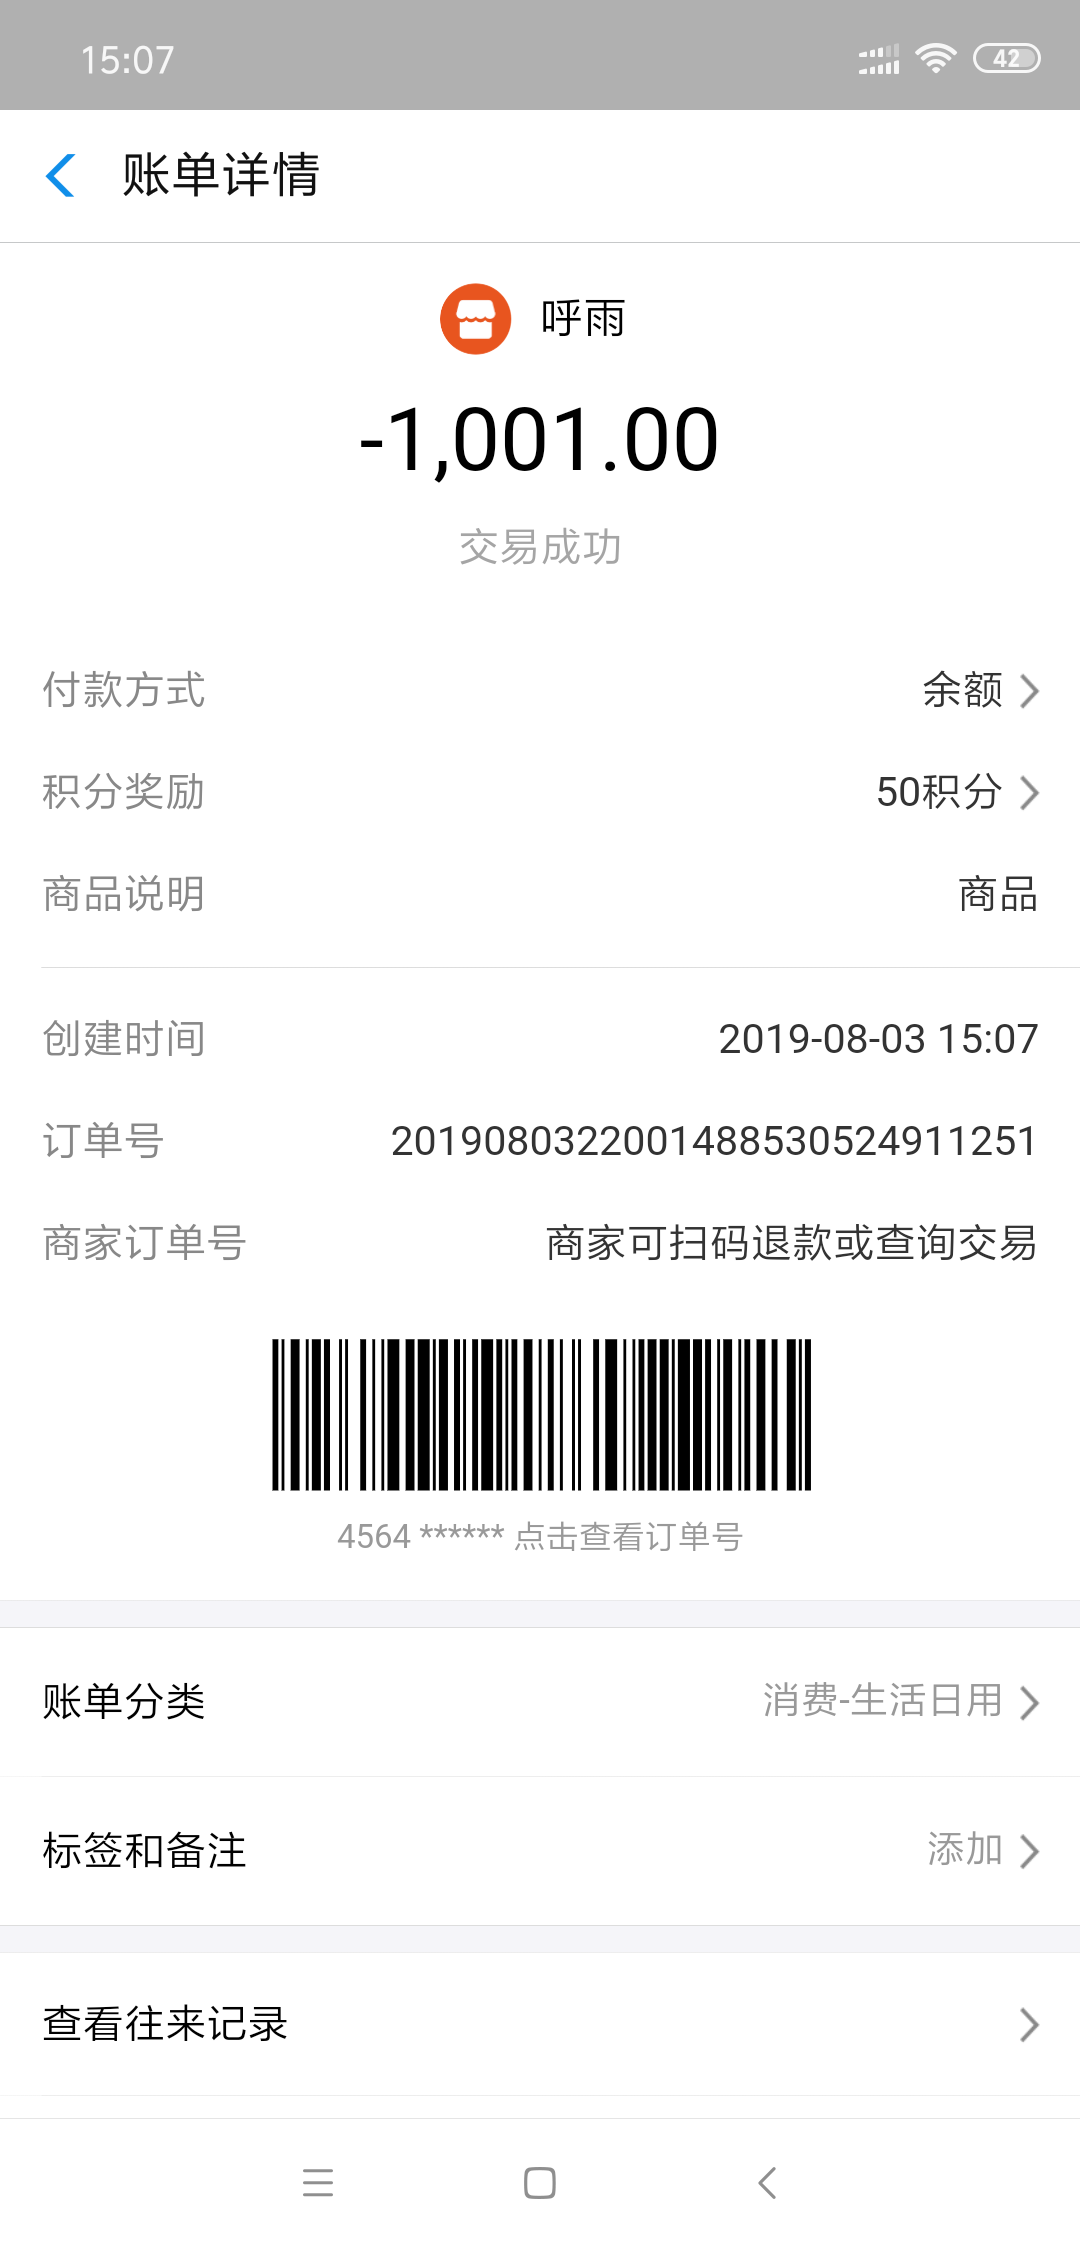 15:07
42
账单详情
呼雨
-1,001.00
交易成功
付款方式 余额
积分奖励 50积分
商品说明 商品
创建时间 2019-08-03 15:07
订单号 2019080322001488530524911251
商家订单号 商家可扫码退款或查询交易
4564 ****** 点击查看订单号
账单分类 消费-生活日用
标签和备注 添加
查看往来记录